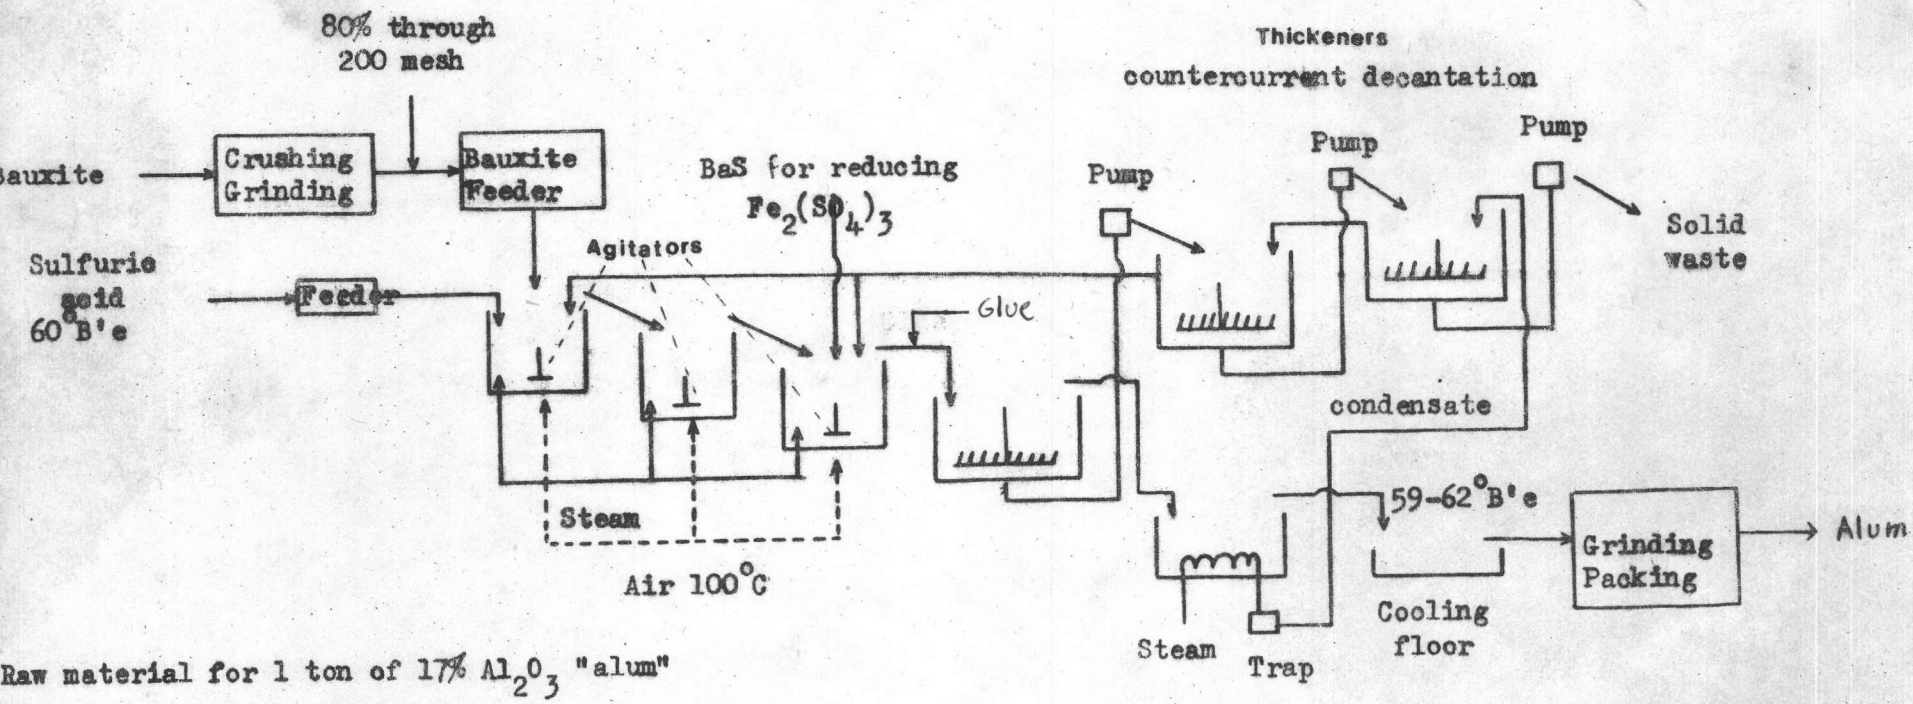 80% through
200 mesh
Thickeners
countercurrent decantation
Bauxite
Crushing
Grinding
Bauxite
Feeder
BaS for reducing
Fe₂(SO₄)₃
Pump
Pump
Pump
Solid
waste
Sulfuric
acid
60°B'e
Feeder
Agitators
Glue
condensate
Steam
Air 100°C
59-62°B'e
Grinding
Packing
Alum
Cooling
floor
Steam
Trap
Raw material for 1 ton of 17% Al₂O₃ "alum"